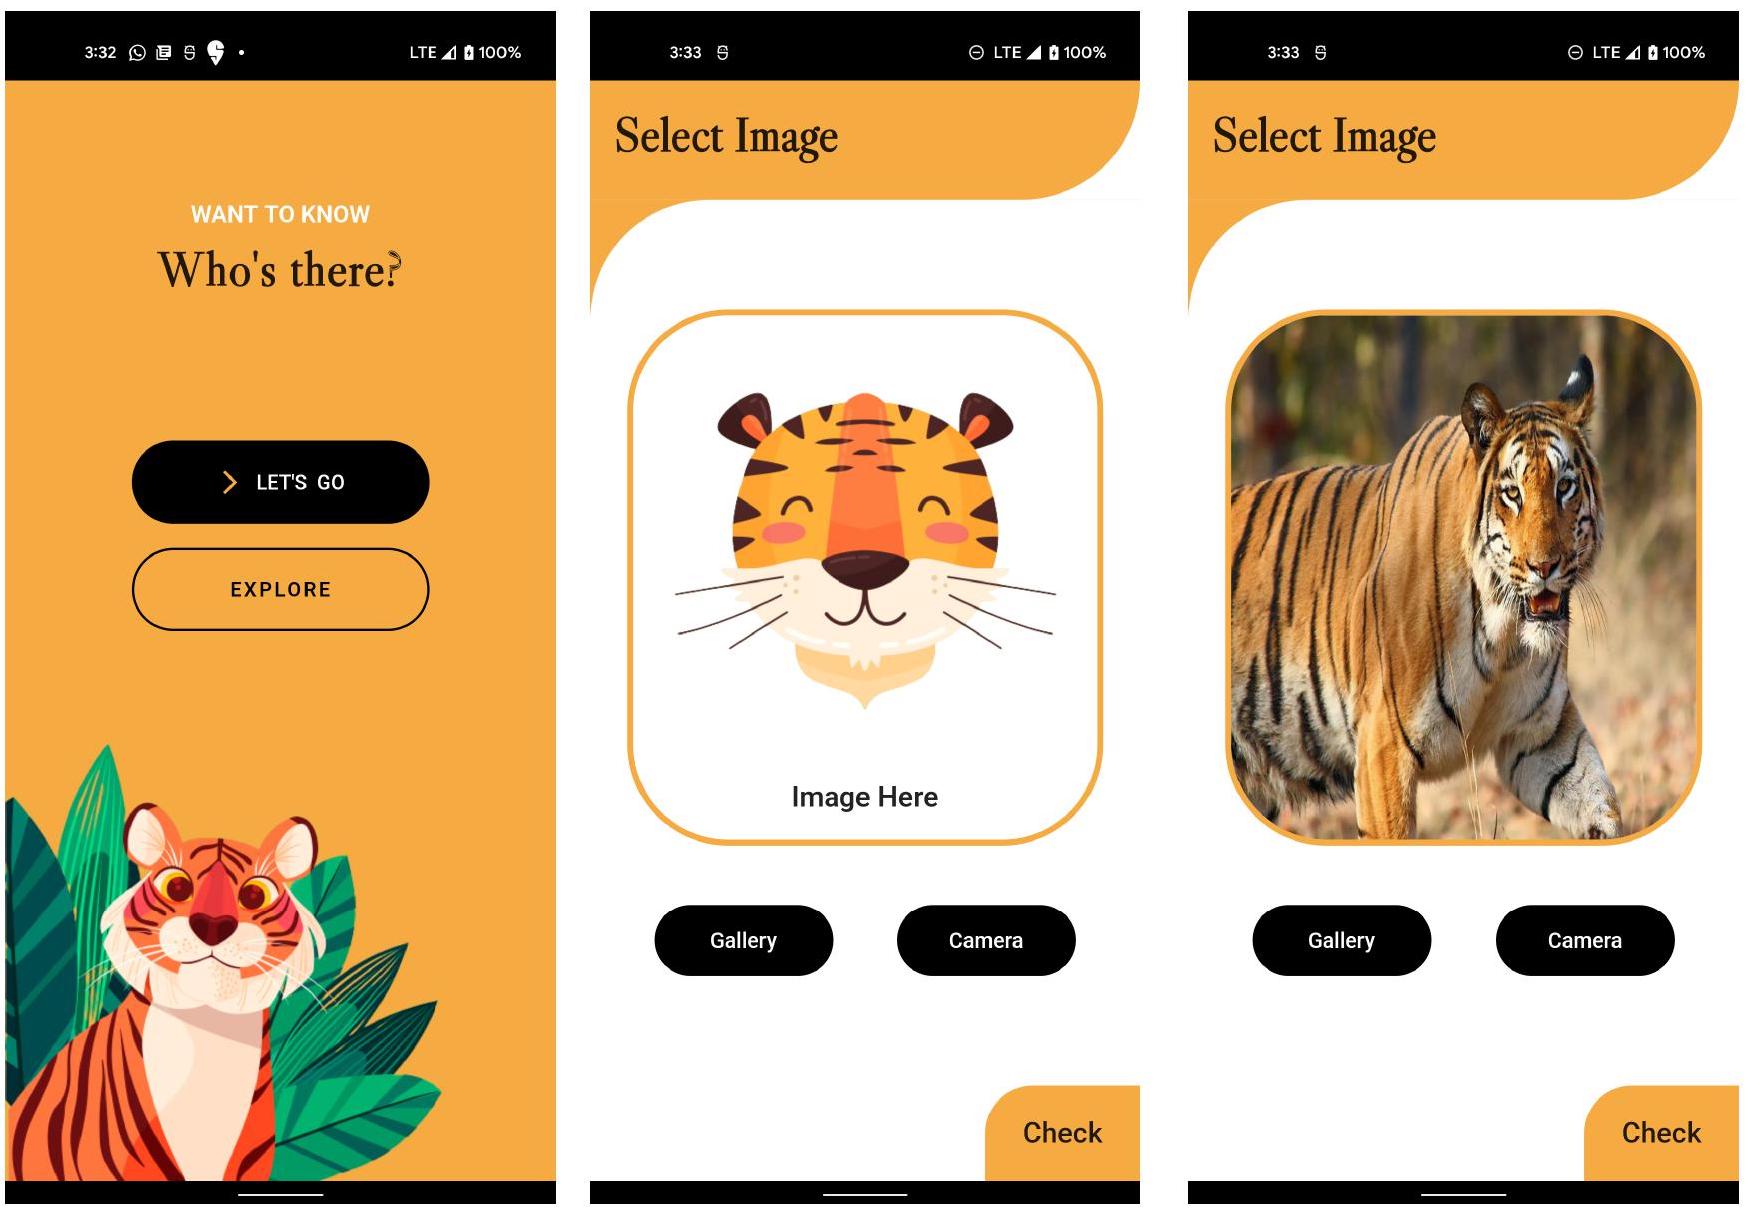 3:32 LTE 100%
WANT TO KNOW
Who's there?
LET'S GO
EXPLORE
3:33 LTE 100%
Select Image
Image Here
Gallery Camera
Check
3:33 LTE 100%
Select Image
Gallery Camera
Check